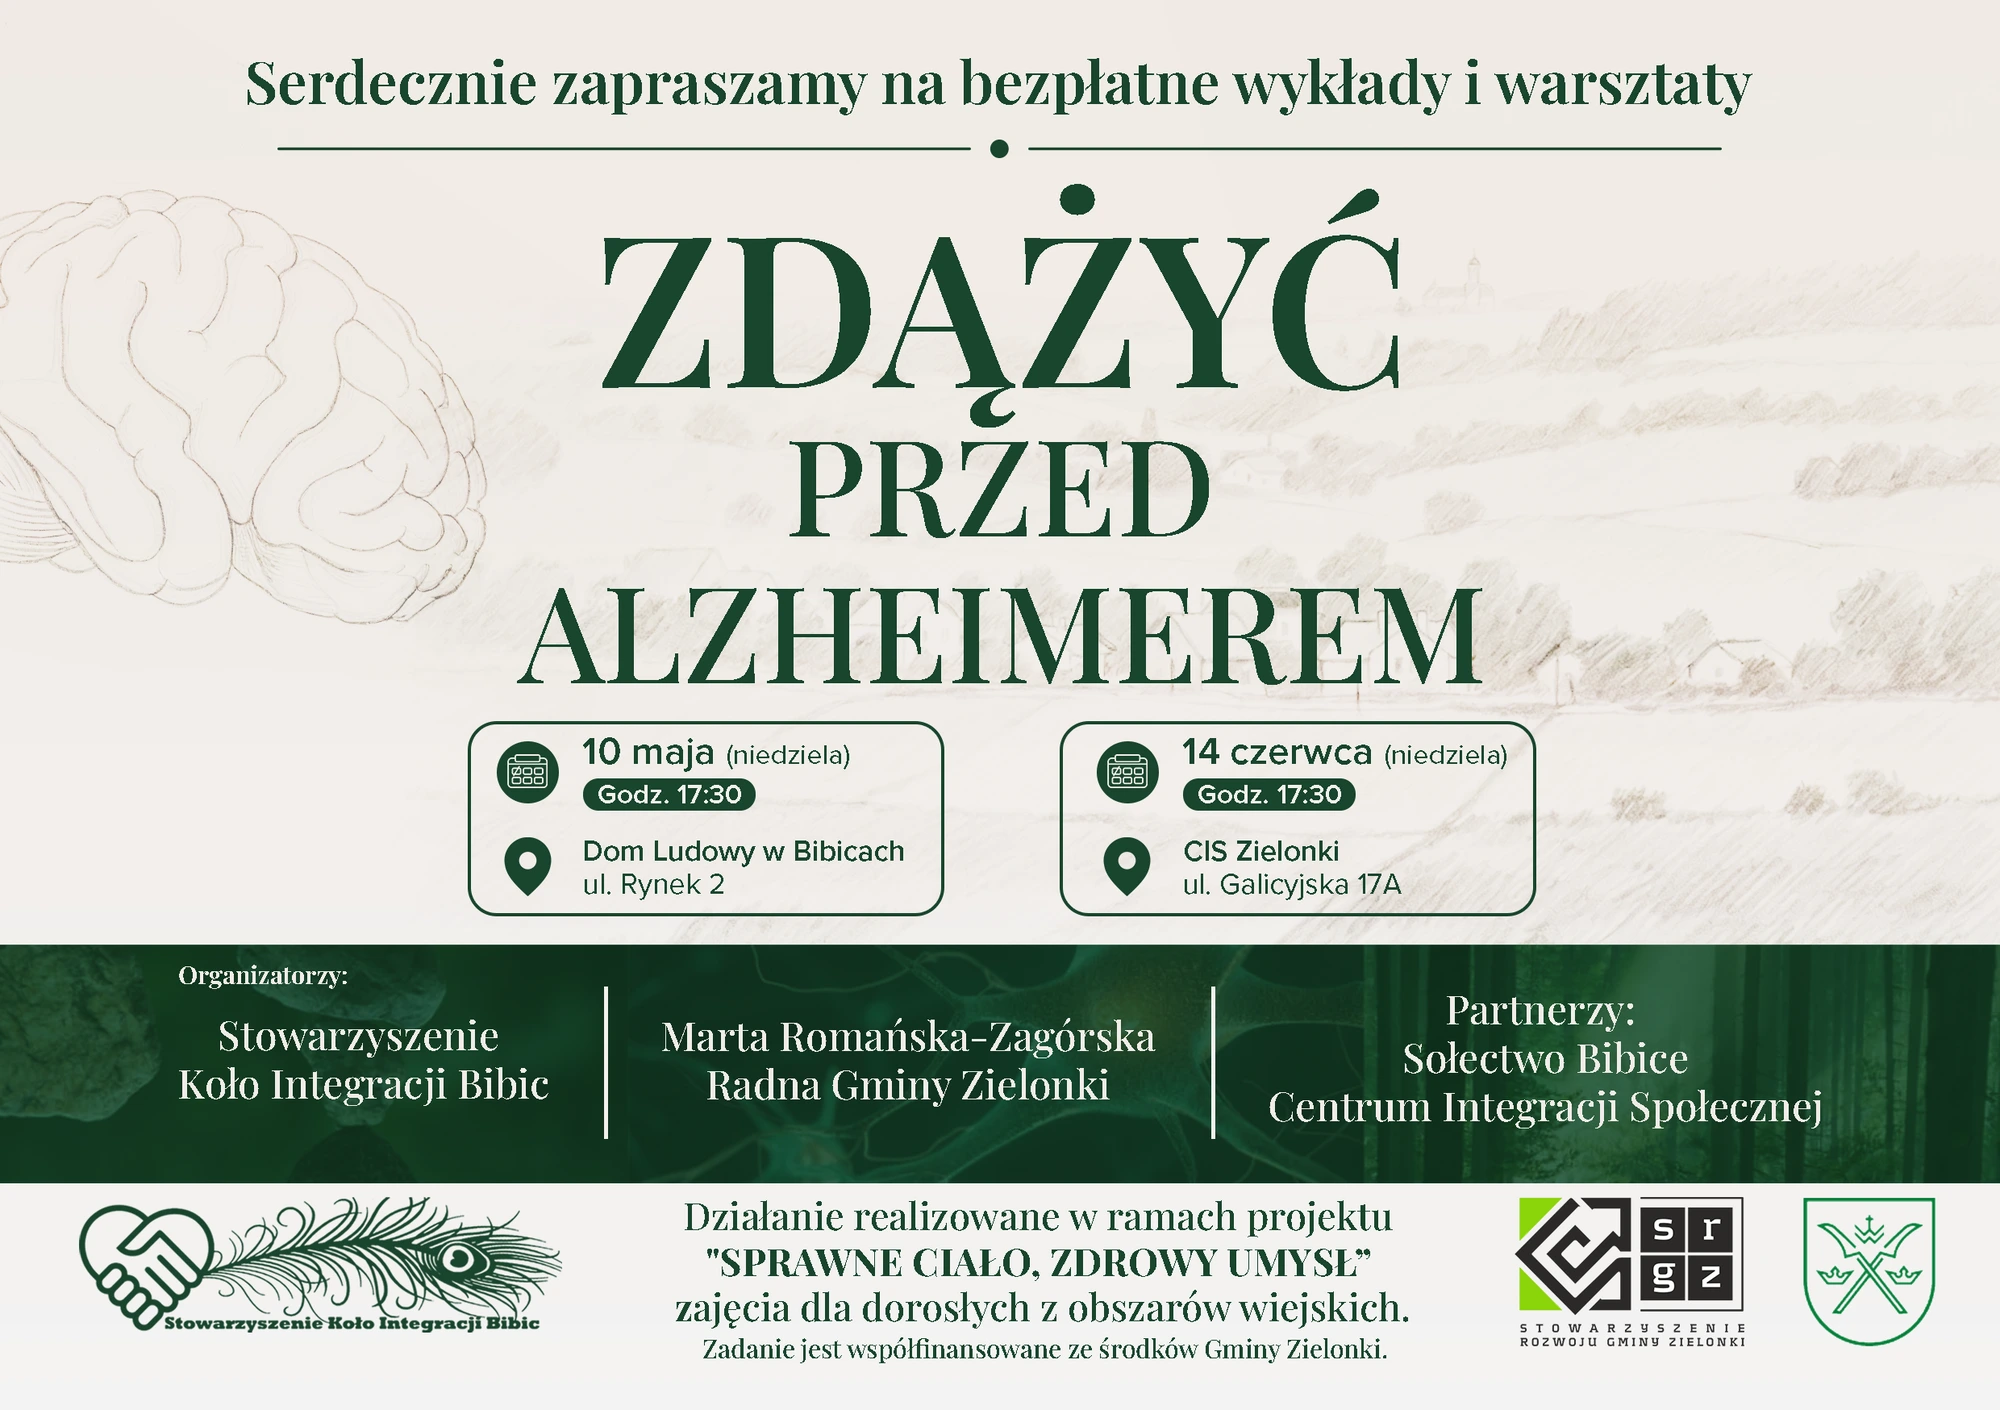 Serdecznie zapraszamy na bezpłatne wykłady i warsztaty
ZDĄŻYĆ
PRZED
ALZHEIMEREM
10 maja (niedziela)
Godz. 17:30
Dom Ludowy w Bibicach
ul. Rynek 2
14 czerwca (niedziela)
Godz. 17:30
CIS Zielonki
ul. Galicyjska 17A
Organizatorzy:
Stowarzyszenie
Koło Integracji Bibic
Marta Romańska-Zagórska
Radna Gminy Zielonki
Partnerzy:
Sołectwo Bibice
Centrum Integracji Społecznej
Stowarzyszenie Koło Integracji Bibic
Działanie realizowane w ramach projektu
"SPRAWNE CIAŁO, ZDROWY UMYSŁ”
zajęcia dla dorosłych z obszarów wiejskich.
Zadanie jest współfinansowane ze środków Gminy Zielonki.
s r
g z
STOWARZYSZENIE
ROZWOJU GMINY ZIELONKI